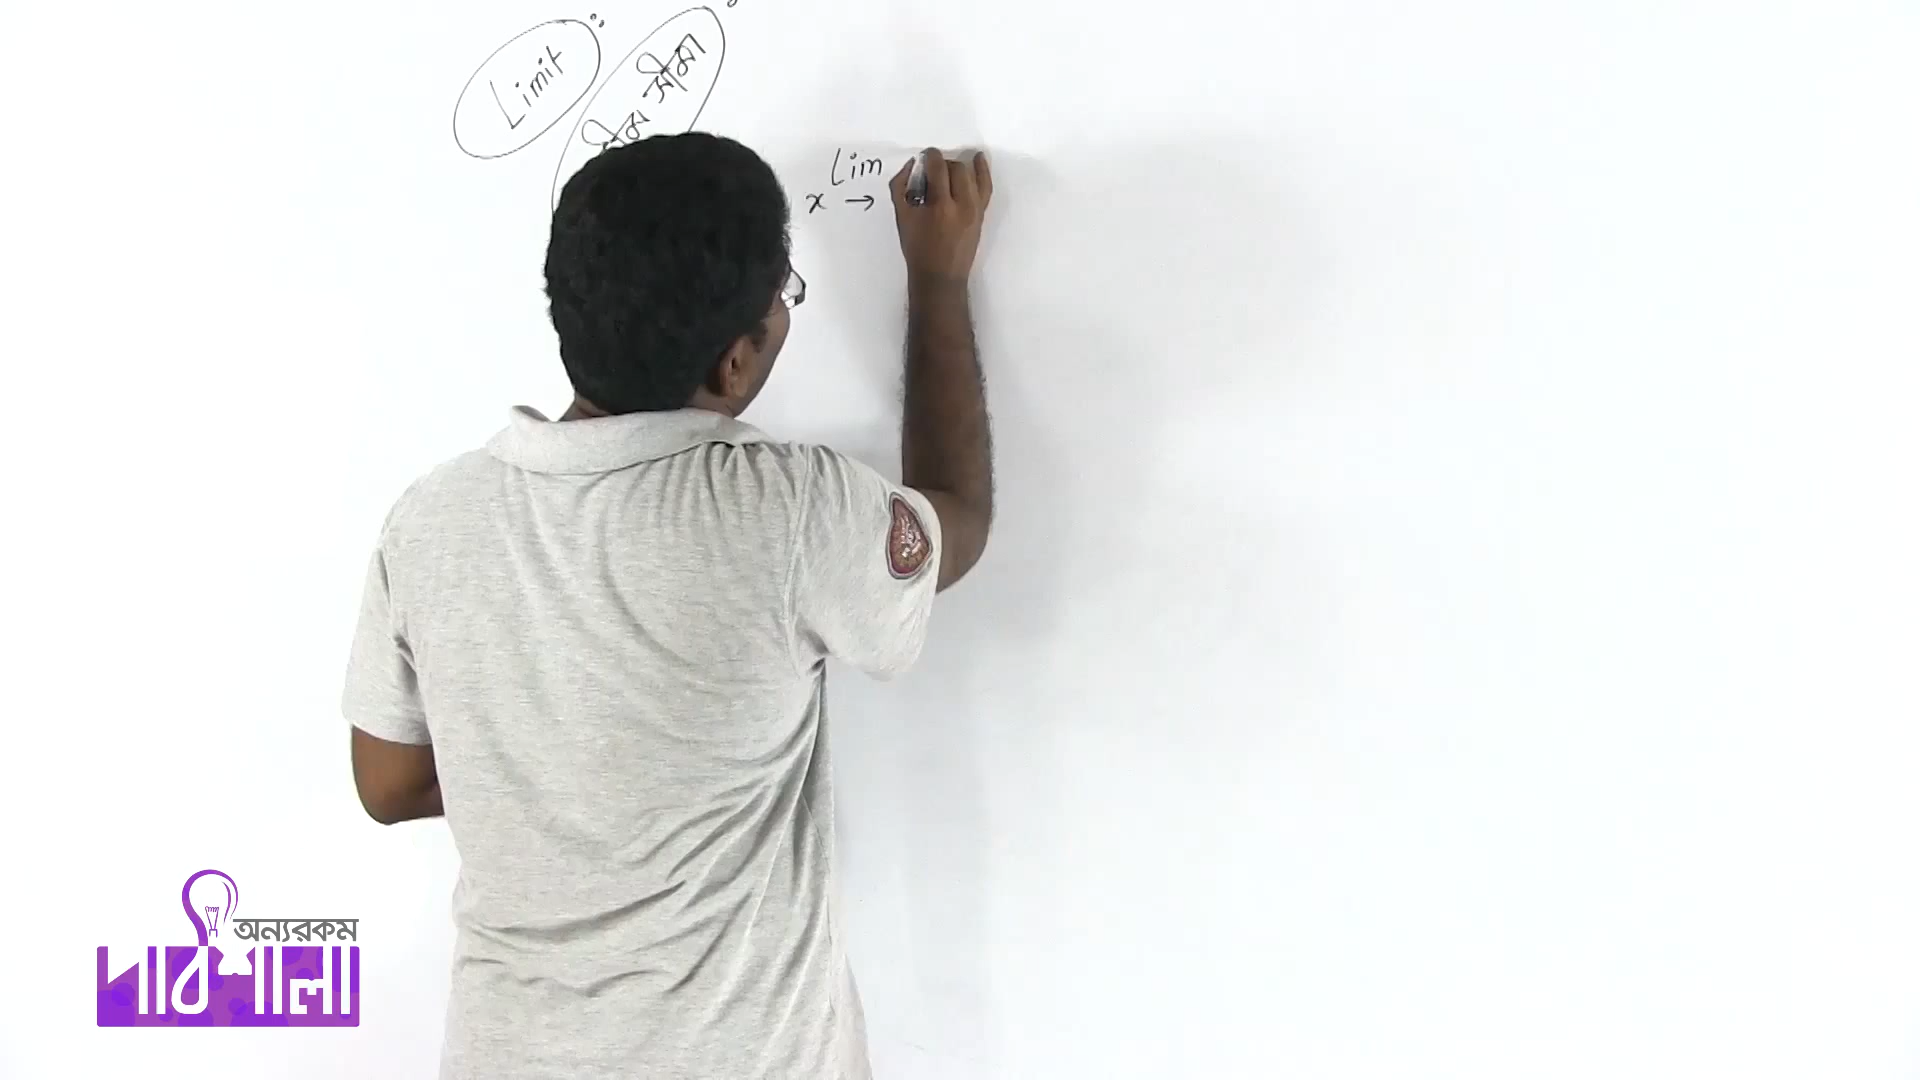 Limit :
সীমা
Lim
x →
অন্যরকম
পাঠশালা